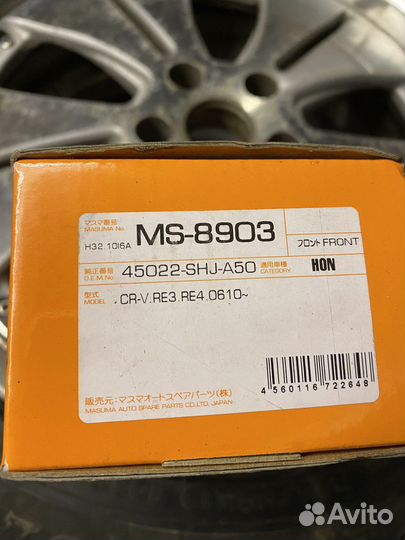 マスマ番号
MASUMA No.
H32.10I6A
MS-8903
フロント FRONT
純正番号
O.E.M.No.
45022-SHJ-A50
適用車種
CATEGORY
HON
型式
MODEL
.CR-V.RE3.RE4.0610~
4 560116 722648
販売元:マスマオートスペアパーツ(株)
MASUMA AUTO SPARE PARTS CO.,LTD, JAPAN
Avito